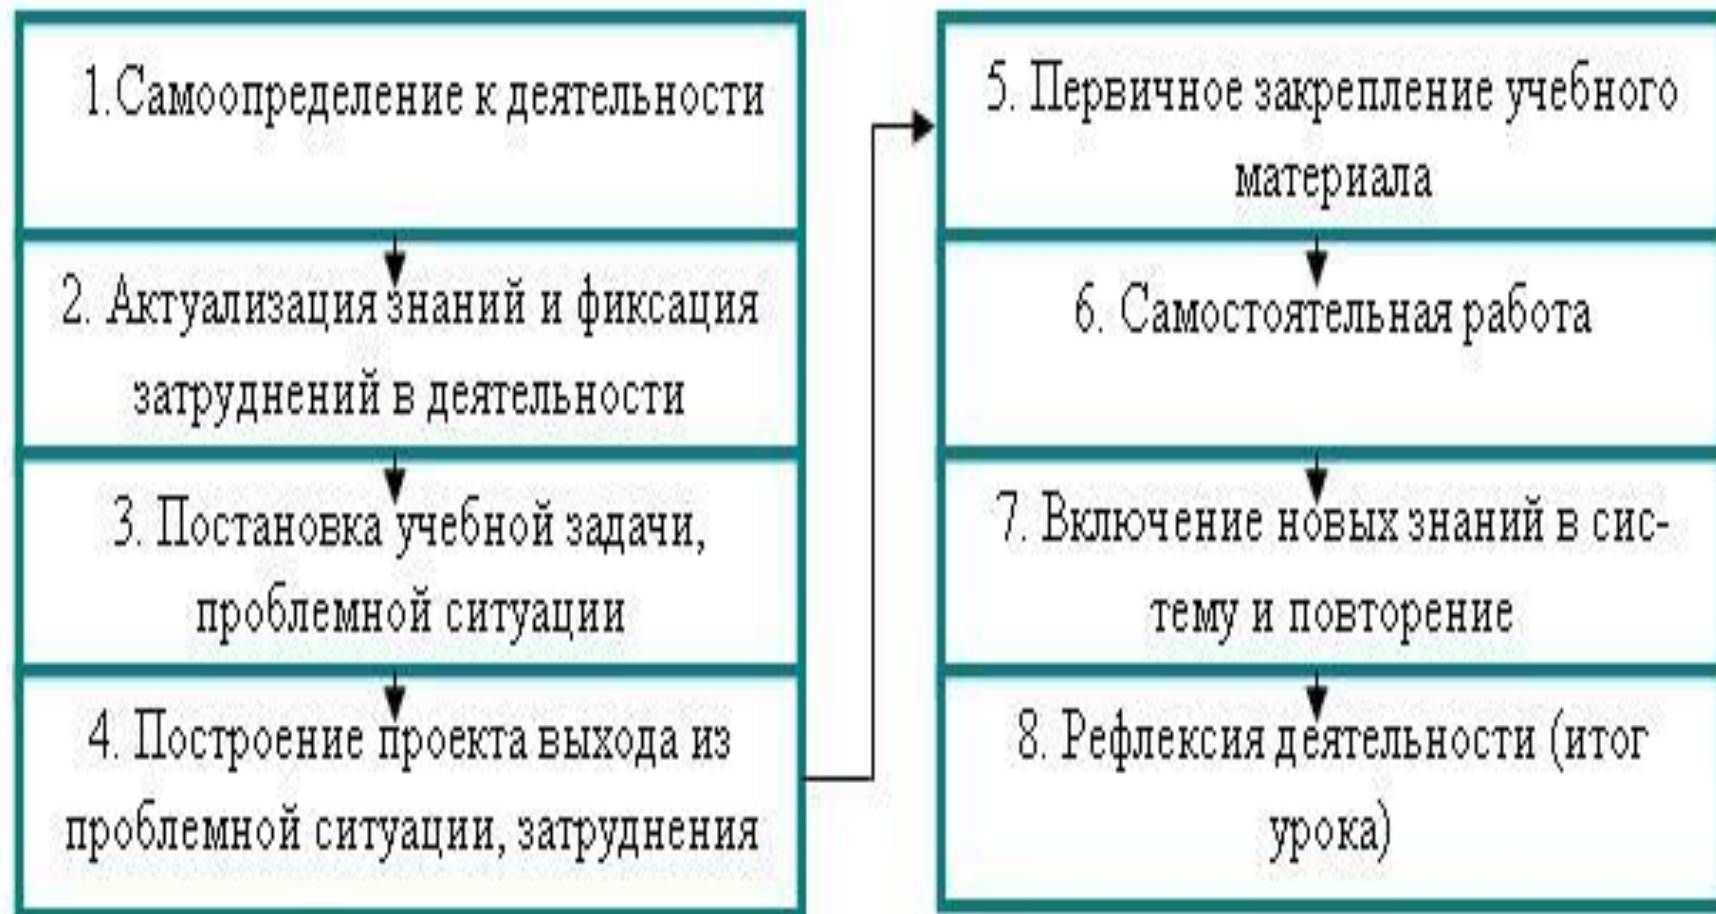 1.Самоопределение к деятельности
2. Актуализация знаний и фиксация
затруднений в деятельности
3. Постановка учебной задачи,
проблемной ситуации
4. Построение проекта выхода из
проблемной ситуации, затруднения
5. Первичное закрепление учебного
материала
6. Самостоятельная работа
7. Включение новых знаний в сис-
тему и повторение
8. Рефлексия деятельности (итог
урока)